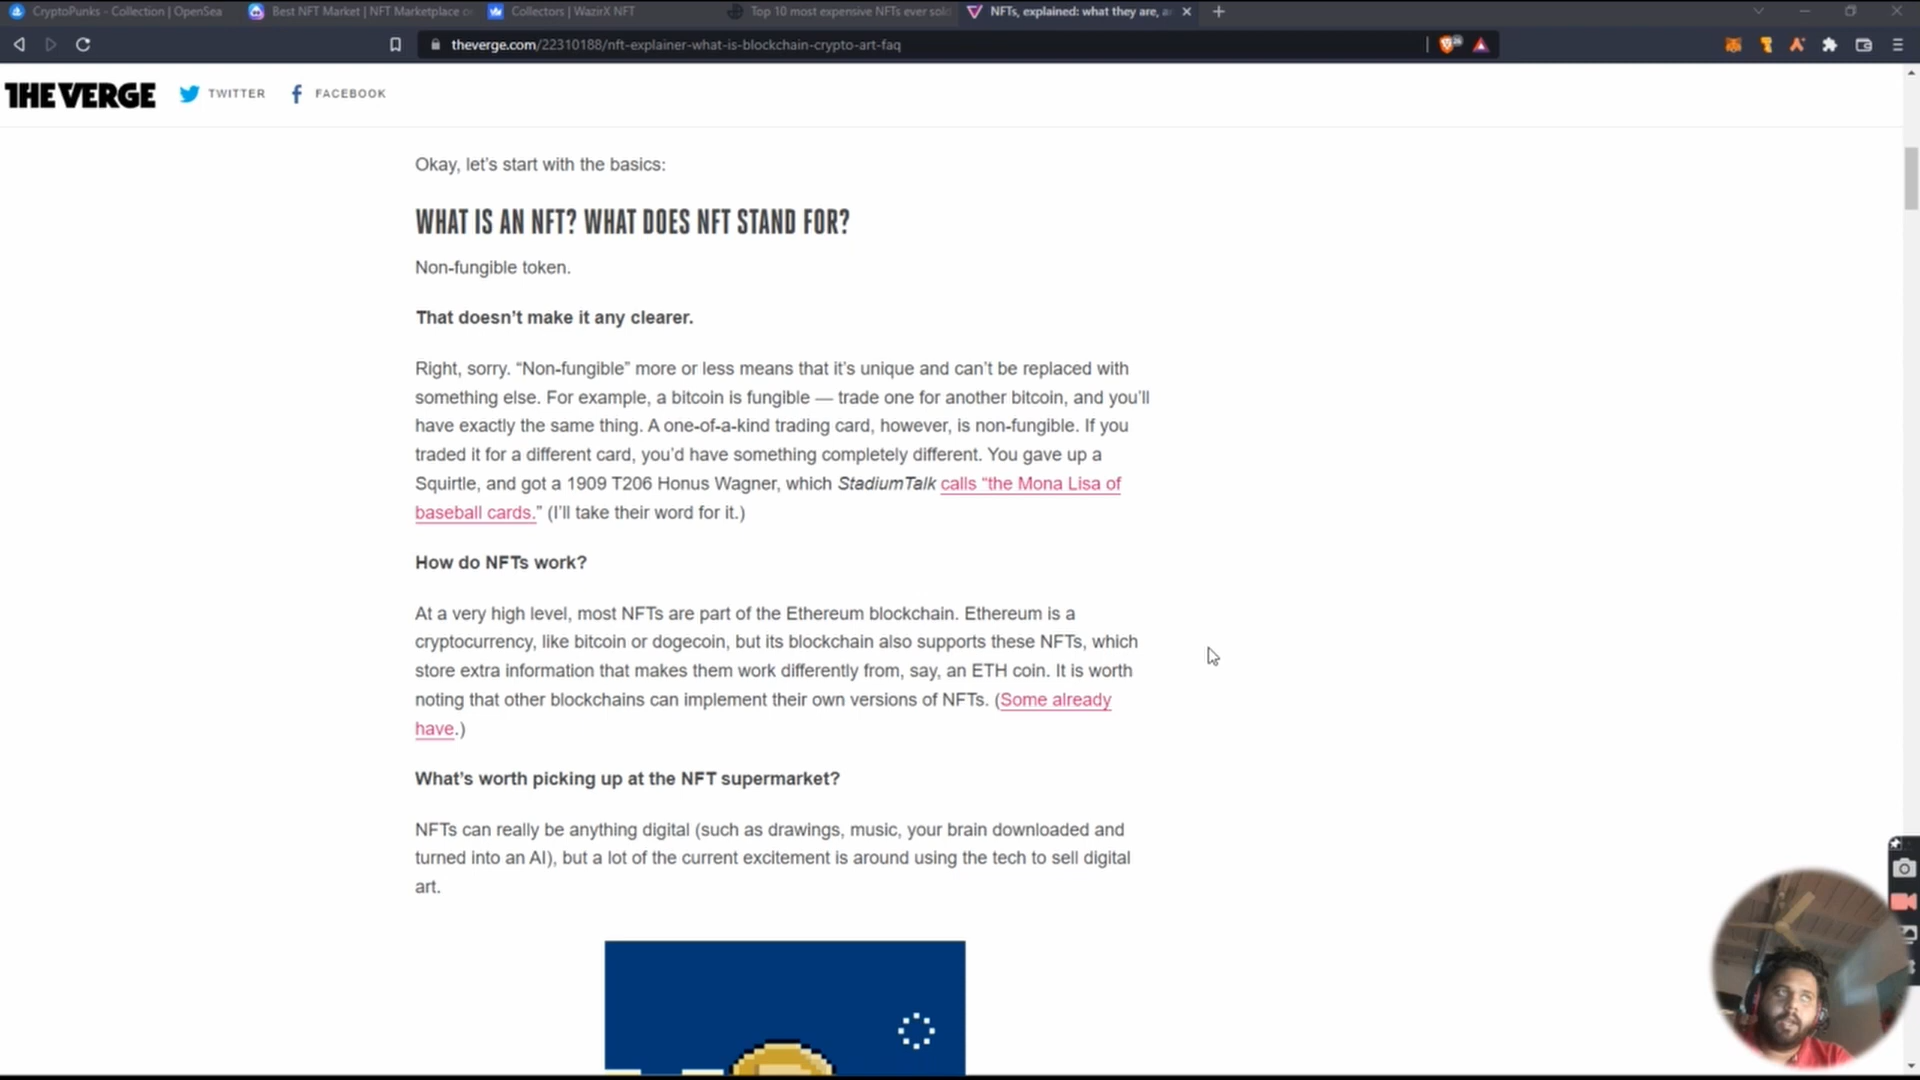 CryptoPunks - Collection | OpenSea
Best NFT Market | NFT Marketplace
Collectors | WazirX NFT
Top 10 most expensive NFTs ever sold
NFTs, explained: what they are,
theverge.com/22310188/nft-explainer-what-is-blockchain-crypto-art-faq
THE VERGE
TWITTER
FACEBOOK
Okay, let’s start with the basics:
WHAT IS AN NFT? WHAT DOES NFT STAND FOR?
Non-fungible token.
That doesn’t make it any clearer.
Right, sorry. “Non-fungible” more or less means that it’s unique and can’t be replaced with
something else. For example, a bitcoin is fungible — trade one for another bitcoin, and you’ll
have exactly the same thing. A one-of-a-kind trading card, however, is non-fungible. If you
traded it for a different card, you’d have something completely different. You gave up a
Squirtle, and got a 1909 T206 Honus Wagner, which StadiumTalk calls “the Mona Lisa of
baseball cards.” (I’ll take their word for it.)
How do NFTs work?
At a very high level, most NFTs are part of the Ethereum blockchain. Ethereum is a
cryptocurrency, like bitcoin or dogecoin, but its blockchain also supports these NFTs, which
store extra information that makes them work differently from, say, an ETH coin. It is worth
noting that other blockchains can implement their own versions of NFTs. (Some already
have.)
What’s worth picking up at the NFT supermarket?
NFTs can really be anything digital (such as drawings, music, your brain downloaded and
turned into an AI), but a lot of the current excitement is around using the tech to sell digital
art.